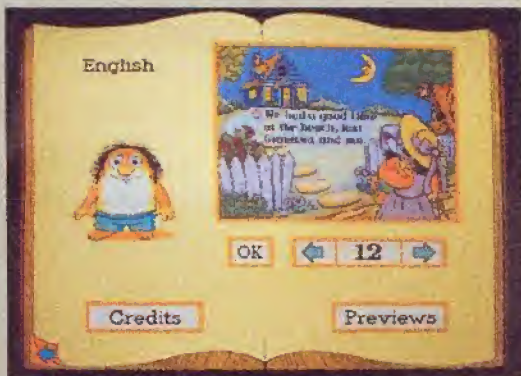 English
We had a good time
at the beach, just
Grandma and me.
OK
12
Credits
Previews